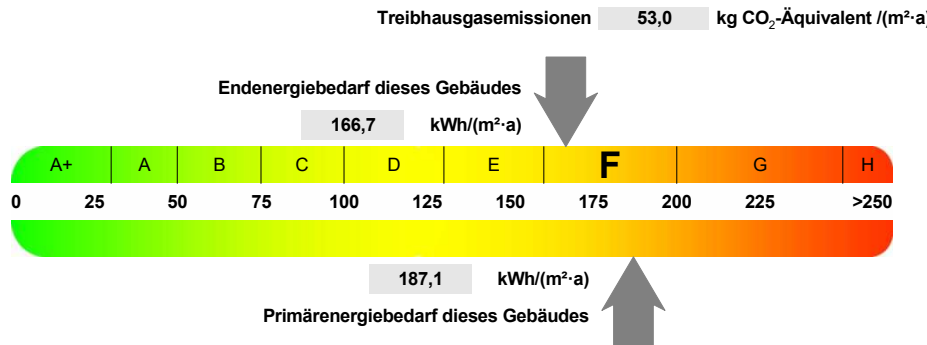 Treibhausgasemissionen 53,0 kg CO₂-Äquivalent /(m²·a)
Endenergiebedarf dieses Gebäudes
166,7 kWh/(m²·a)
A+ A B C D E F G H
0 25 50 75 100 125 150 175 200 225 >250
187,1 kWh/(m²·a)
Primärenergiebedarf dieses Gebäudes